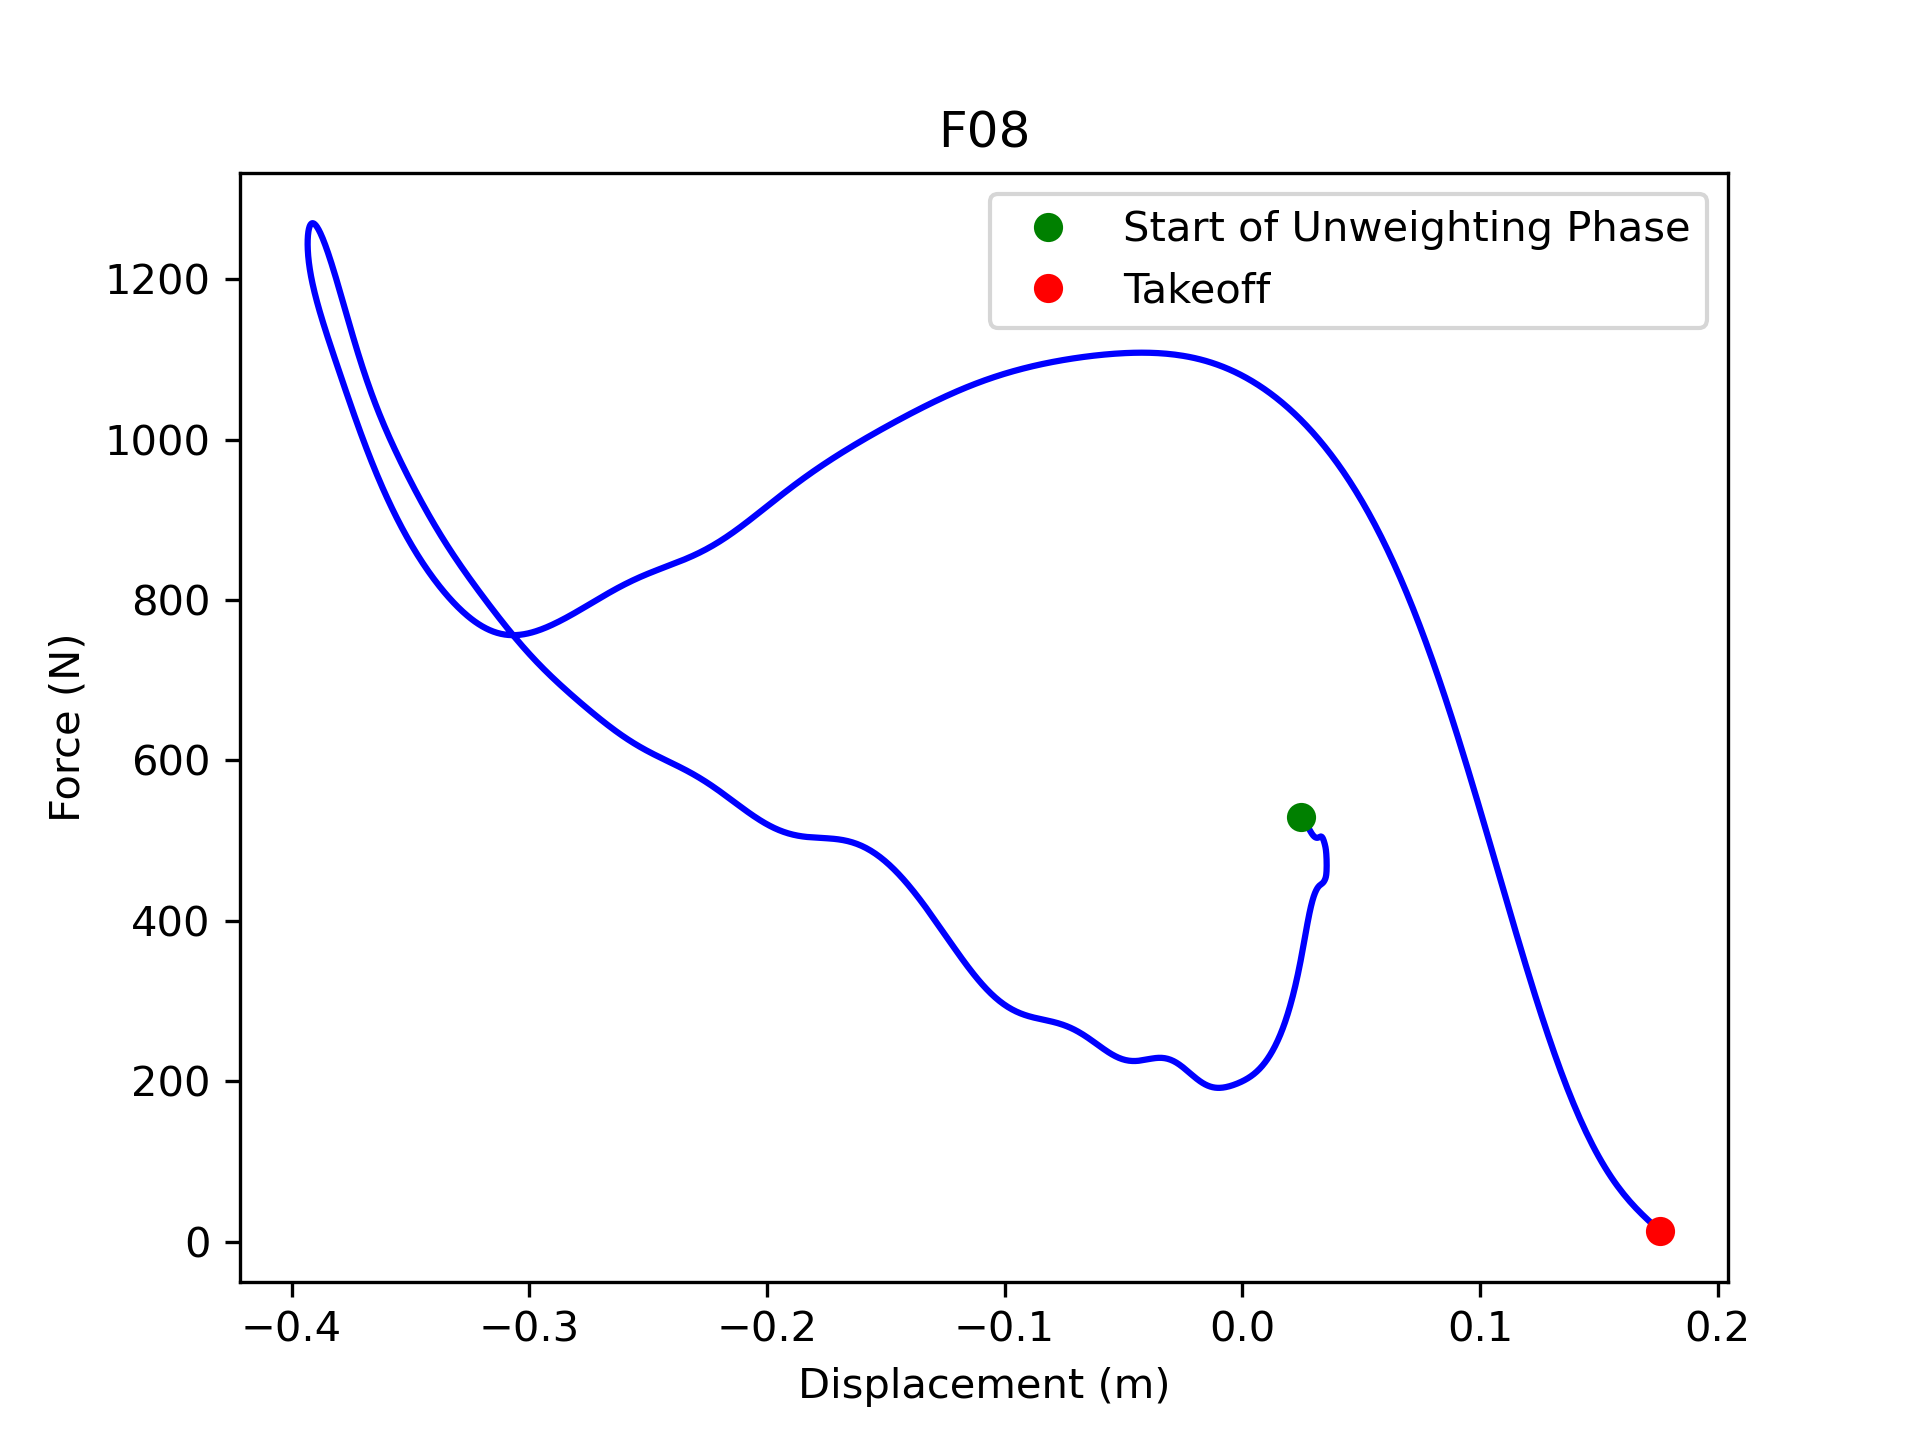 F08
Start of Unweighting Phase
Takeoff
1200
1000
800
600
400
200
0
Force (N)
−0.4 −0.3 −0.2 −0.1 0.0 0.1 0.2
Displacement (m)